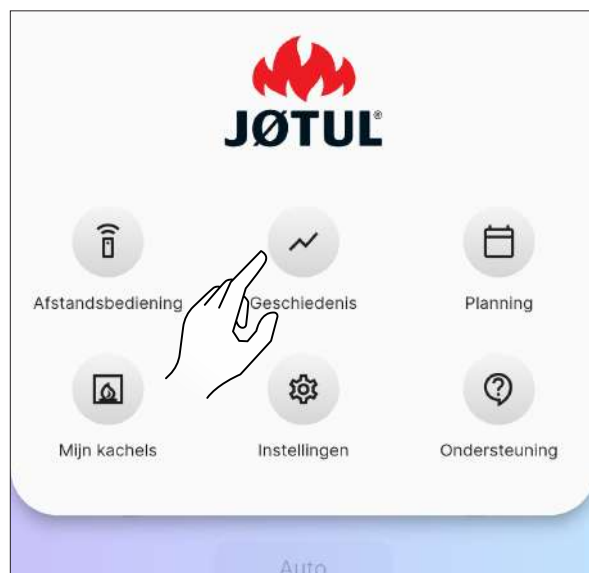 JØTUL®
Afstandsbediening Geschiedenis Planning
Mijn kachels Instellingen Ondersteuning
Auto